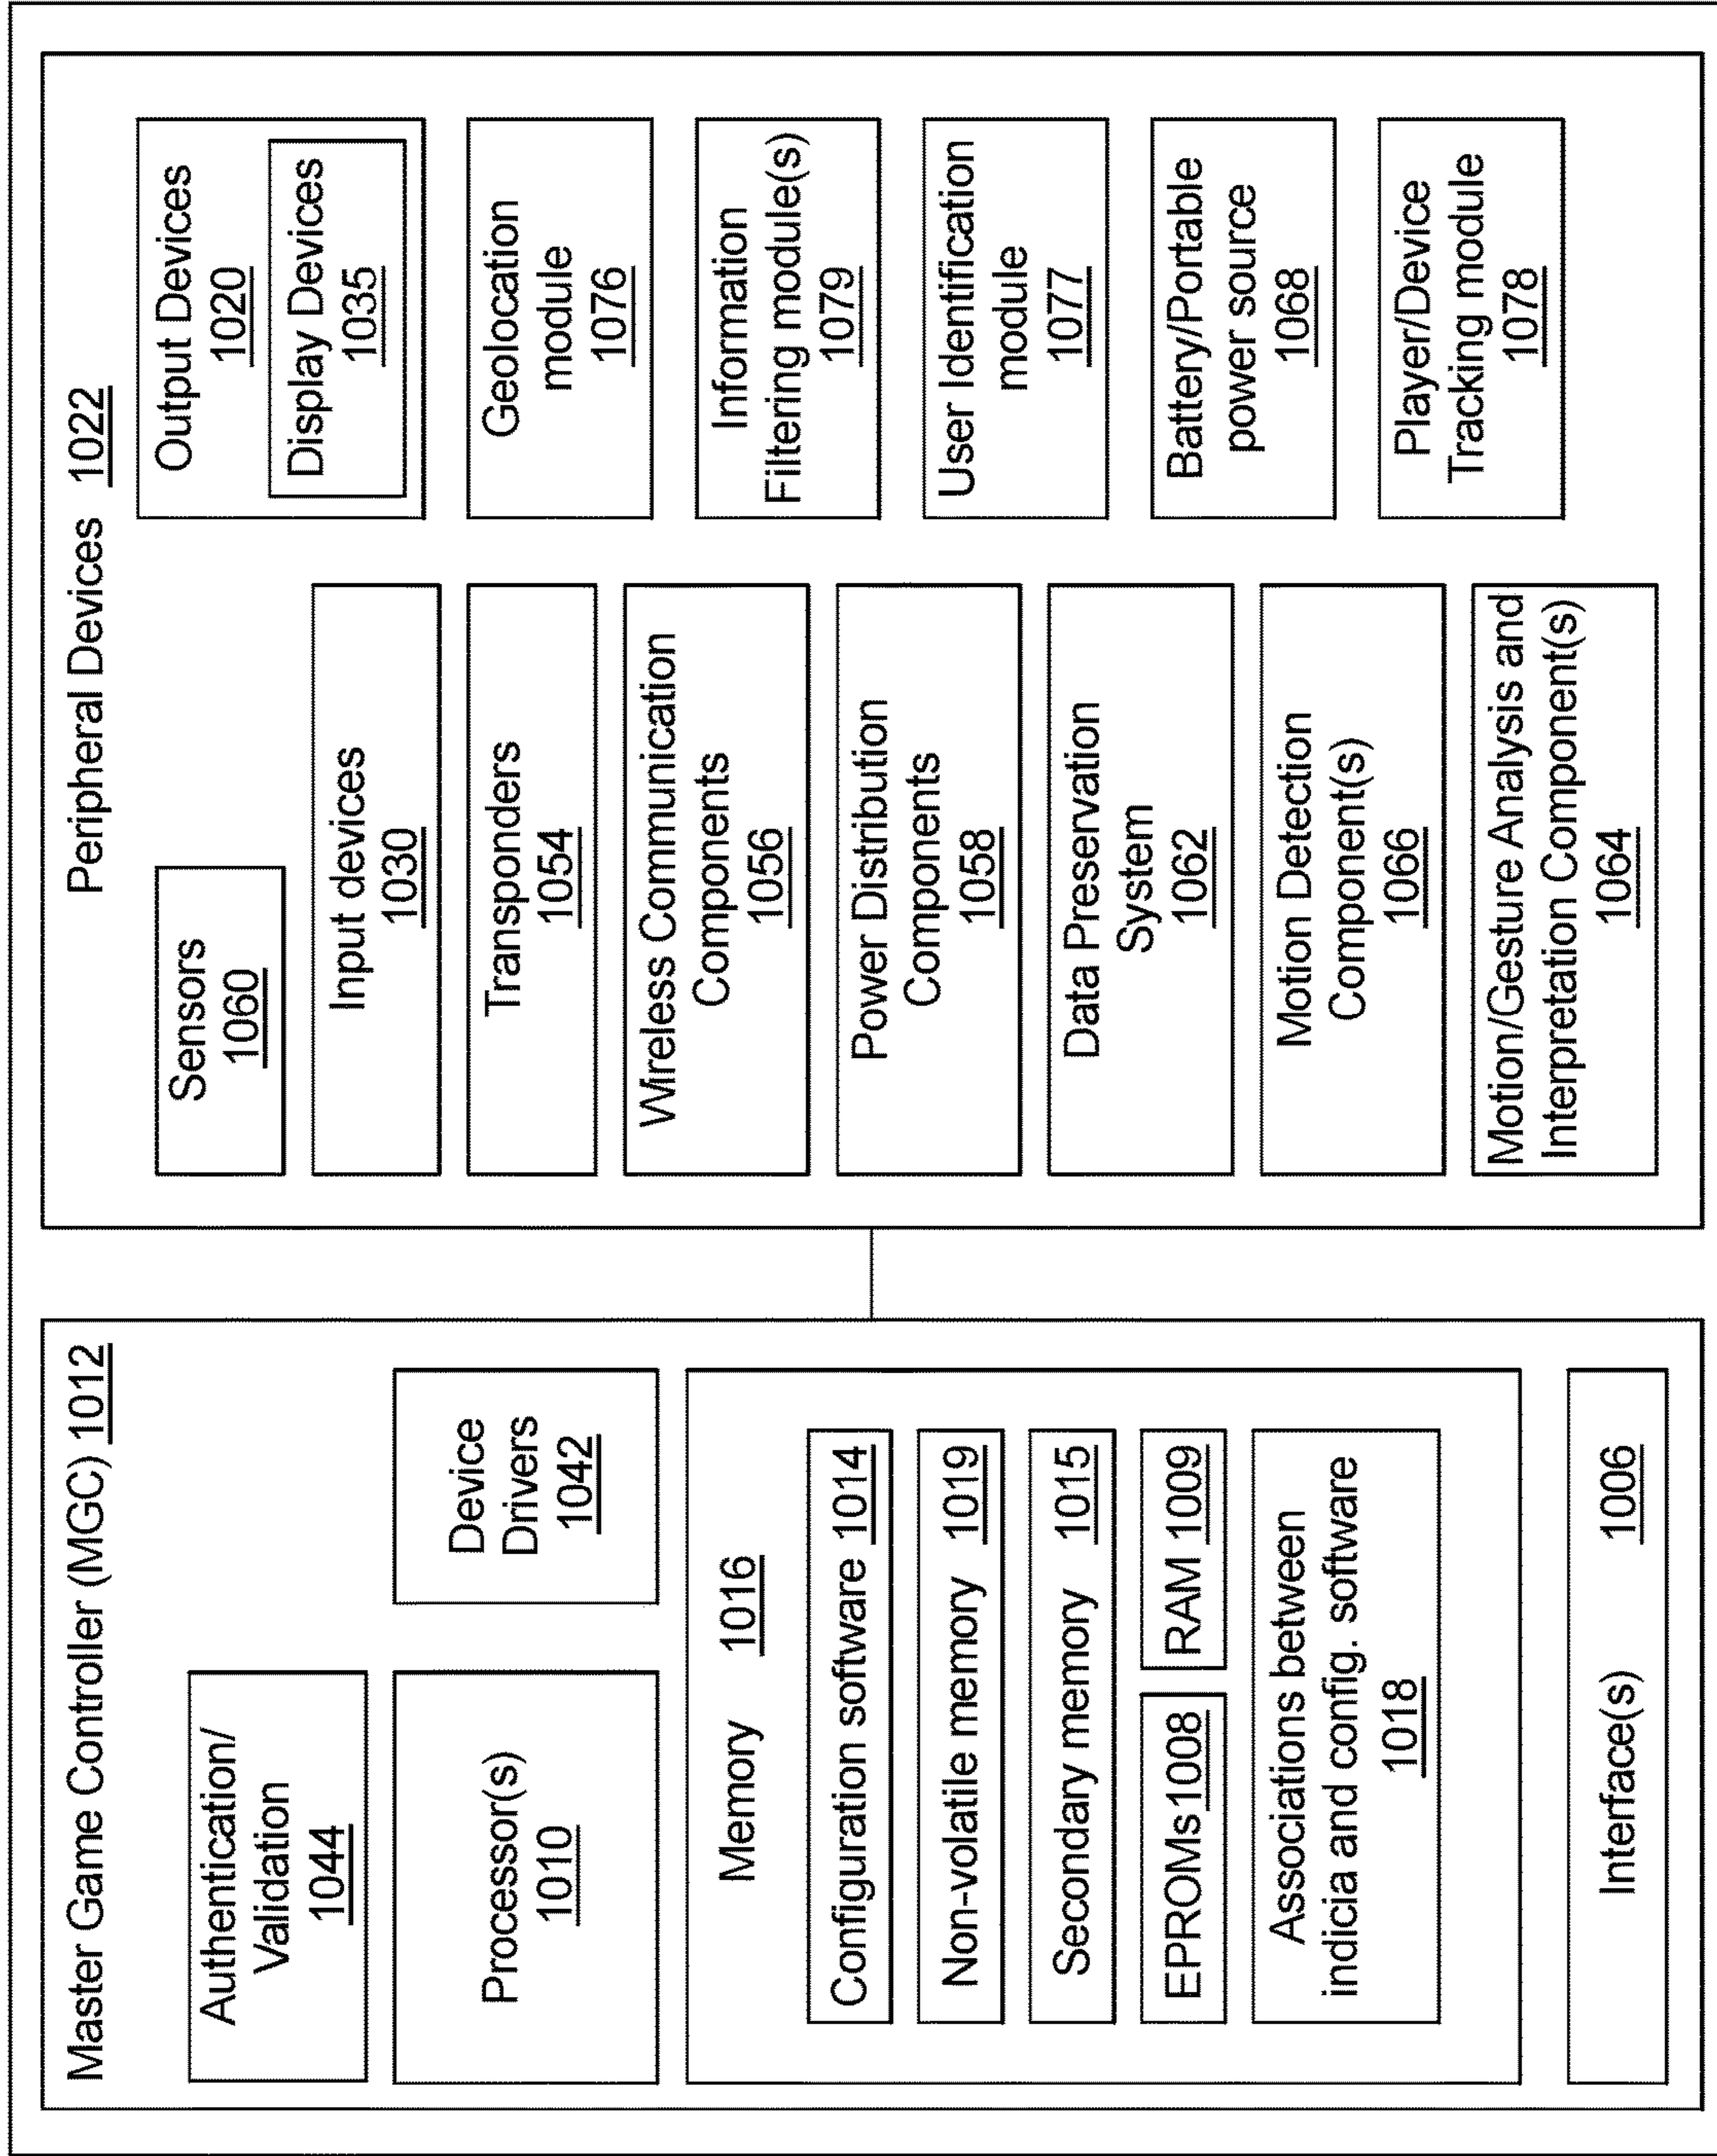 Master Game Controller (MGC) 1012
Authentication/
Validation
1044
Processor(s)
1010
Device
Drivers
1042
Memory 1016
Configuration software 1014
Non-volatile memory 1019
Secondary memory 1015
EPROMs1008
RAM 1009
Associations between
indicia and config. software
1018
Interface(s) 1006
Peripheral Devices 1022
Sensors
1060
Input devices
1030
Transponders
1054
Wireless Communication
Components
1056
Power Distribution
Components
1058
Data Preservation
System
1062
Motion Detection
Component(s)
1066
Motion/Gesture Analysis and
Interpretation Component(s)
1064
Output Devices
1020
Display Devices
1035
Geolocation
module
1076
Information
Filtering module(s)
1079
User Identification
module
1077
Battery/Portable
power source
1068
Player/Device
Tracking module
1078